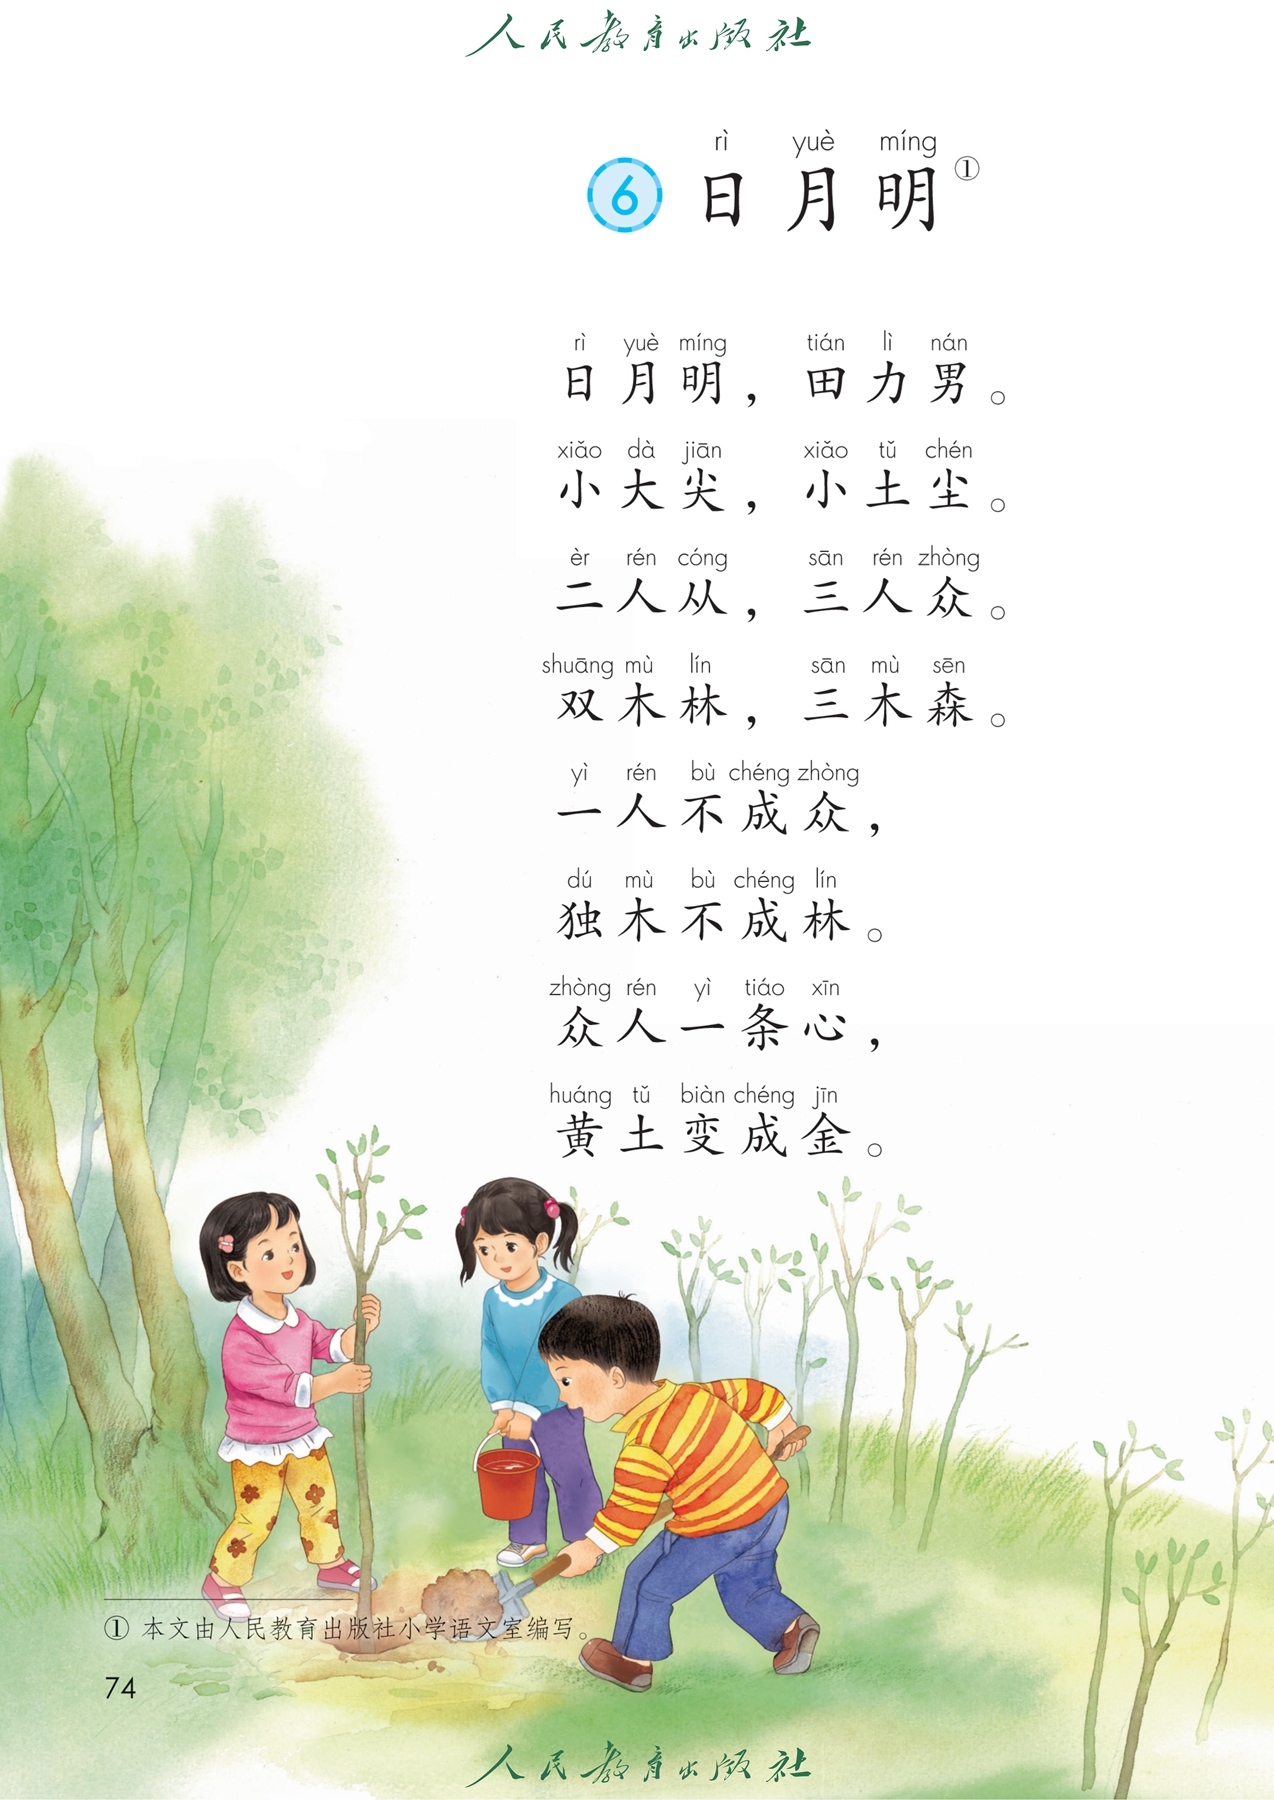 人民教育出版社
rì yuè míng
6 日月明①
rì yuè míng tián lì nán
日月明，田力男。
xiǎo dà jiān xiǎo tǔ chén
小大尖，小土尘。
èr rén cóng sān rén zhòng
二人从，三人众。
shuāng mù lín sān mù sēn
双木林，三木森。
yì rén bù chéng zhòng
一人不成众，
dú mù bù chéng lín
独木不成林。
zhòng rén yì tiáo xīn
众人一条心，
huáng tǔ biàn chéng jīn
黄土变成金。
① 本文由人民教育出版社小学语文室编写。
74
人民教育出版社